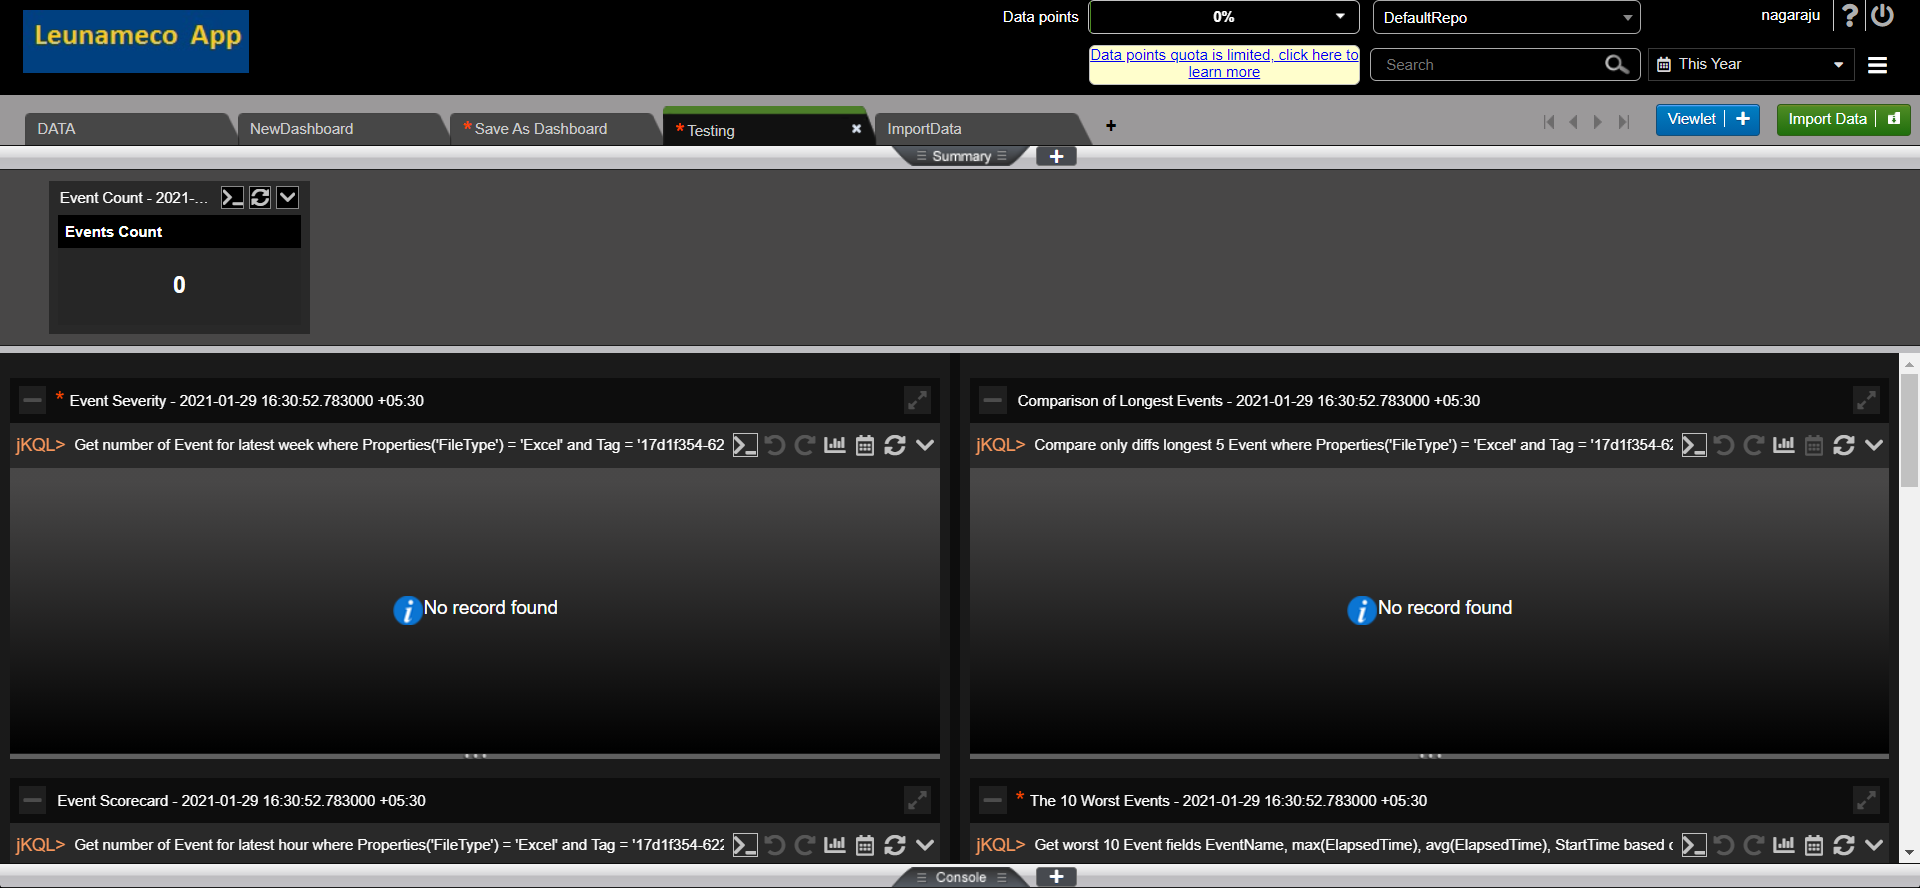 Leunameco App
Data points
0%
DefaultRepo
nagaraju
Data points quota is limited, click here to
learn more
Search
This Year
DATA
NewDashboard
* Save As Dashboard
* Testing
ImportData
+
Viewlet +
Import Data
Summary
Event Count - 2021-...
Events Count
0
* Event Severity - 2021-01-29 16:30:52.783000 +05:30
Comparison of Longest Events - 2021-01-29 16:30:52.783000 +05:30
jKQL> Get number of Event for latest week where Properties('FileType') = 'Excel' and Tag = '17d1f354-62
jKQL> Compare only diffs longest 5 Event where Properties('FileType') = 'Excel' and Tag = '17d1f354-62
No record found
No record found
Event Scorecard - 2021-01-29 16:30:52.783000 +05:30
* The 10 Worst Events - 2021-01-29 16:30:52.783000 +05:30
jKQL> Get number of Event for latest hour where Properties('FileType') = 'Excel' and Tag = '17d1f354-622
jKQL> Get worst 10 Event fields EventName, max(ElapsedTime), avg(ElapsedTime), StartTime based
Console